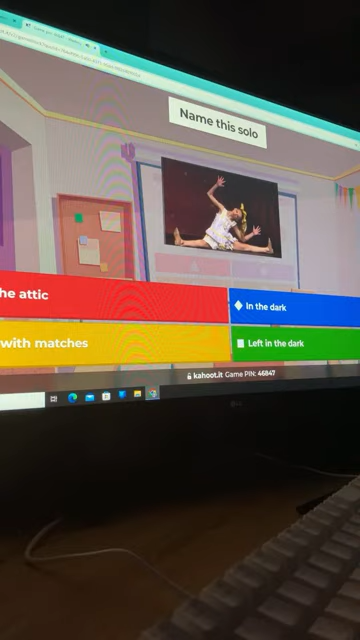 Name this solo
he attic
In the dark
with matches
Left in the dark
kahoot.it Game PIN: 46847
LG